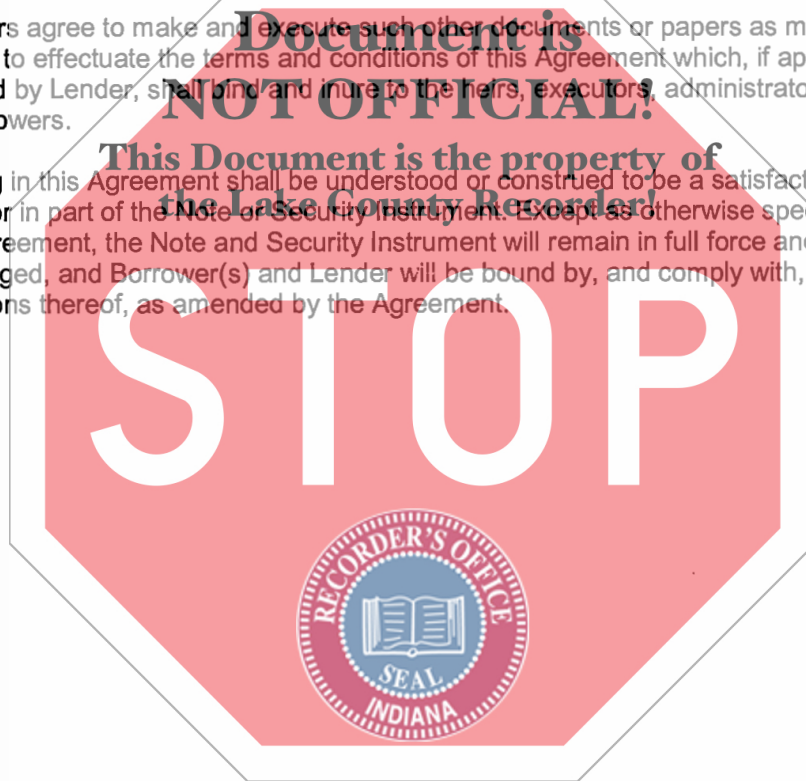 rs agree to make and execute such other documents or papers as m
to effectuate the terms and conditions of this Agreement which, if ap
d by Lender, shall bind and inure to the heirs, executors, administrato
owers.
g in this Agreement shall be understood or construed to be a satisfact
or in part of the Note or Security Instrument. Except as otherwise spe
reement, the Note and Security Instrument will remain in full force and
ged, and Borrower(s) and Lender will be bound by, and comply with,
ns thereof, as amended by the Agreement.
Document is
NOT OFFICIAL!
This Document is the property of
the Lake County Recorder!
STOP
RECORDER'S OFFICE
SEAL
INDIANA